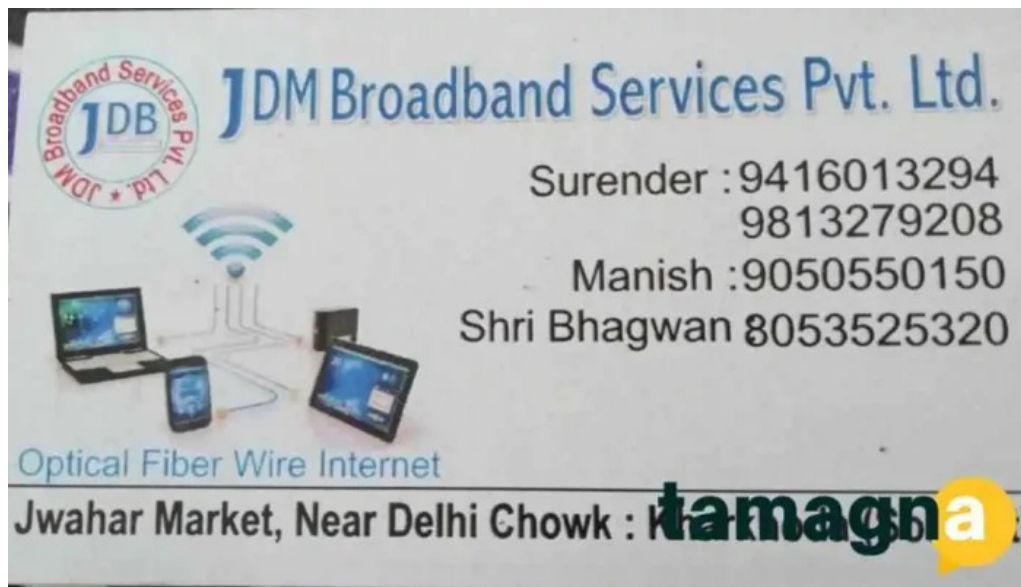 JDM Broadband Services Pvt. Ltd.
JDB
JDM Broadband Services Pvt. Ltd.
Surender : 9416013294
9813279208
Manish : 9050550150
Shri Bhagwan : 8053525320
Optical Fiber Wire Internet
Jwahar Market, Near Delhi Chowk :
tamagna